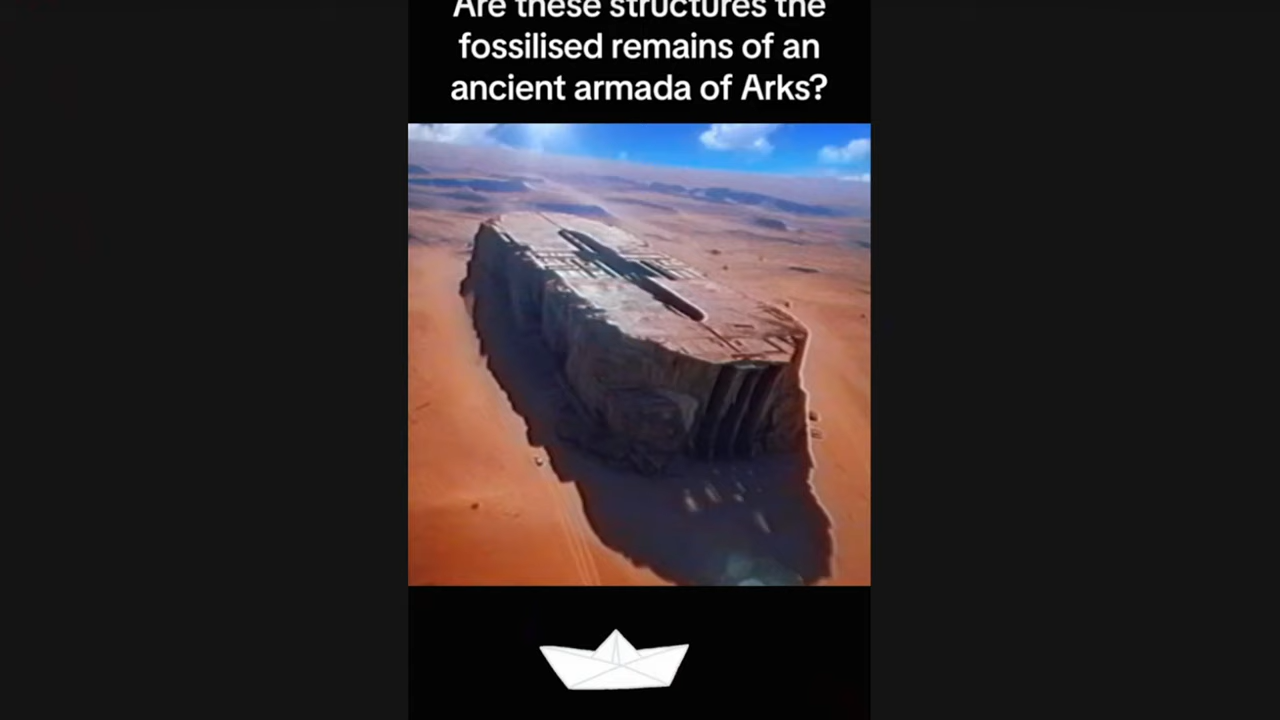 Are these structures the
fossilised remains of an
ancient armada of Arks?